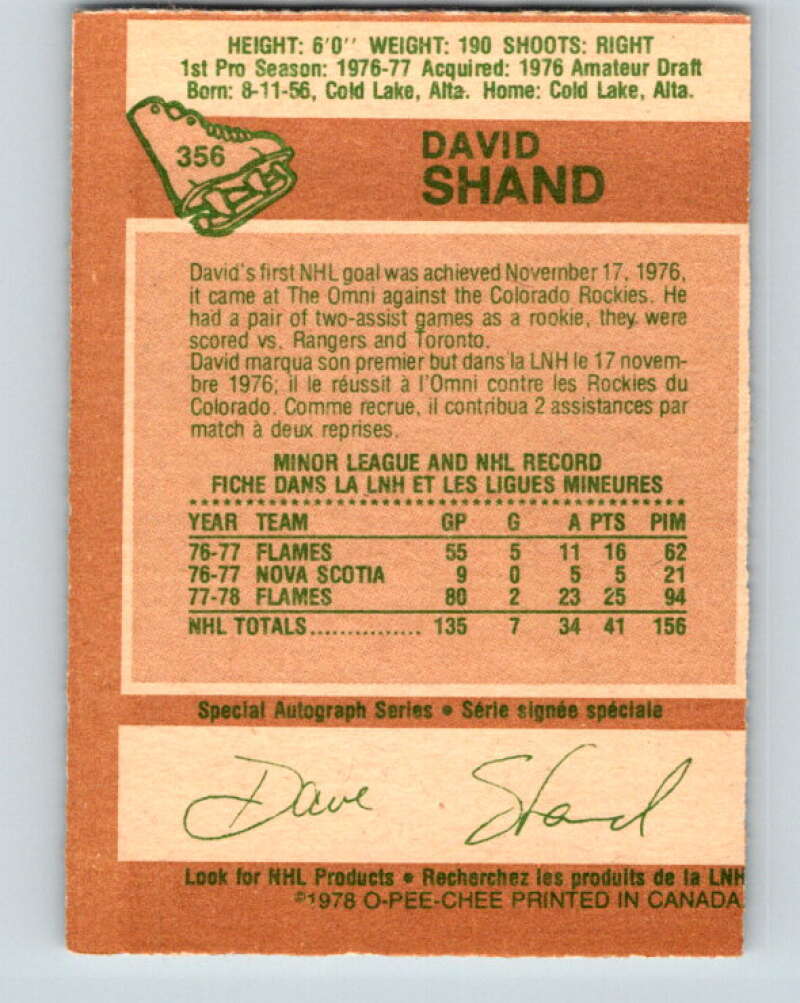 HEIGHT: 6'0'' WEIGHT: 190 SHOOTS: RIGHT
1st Pro Season: 1976-77 Acquired: 1976 Amateur Draft
Born: 8-11-56, Cold Lake, Alta. Home: Cold Lake, Alta.
356
DAVID
SHAND
David's first NHL goal was achieved November 17, 1976,
it came at The Omni against the Colorado Rockies. He
had a pair of two-assist games as a rookie, they were
scored vs. Rangers and Toronto.
David marqua son premier but dans la LNH le 17 novem-
bre 1976; il le réussit à l'Omni contre les Rockies du
Colorado. Comme recrue, il contribua 2 assistances par
match à deux reprises.
MINOR LEAGUE AND NHL RECORD
FICHE DANS LA LNH ET LES LIGUES MINEURES
YEAR TEAM GP G A PTS PIM
76-77 FLAMES 55 5 11 16 62
76-77 NOVA SCOTIA 9 0 5 5 21
77-78 FLAMES 80 2 23 25 94
NHL TOTALS............... 135 7 34 41 156
Special Autograph Series • Série signée spéciale
Dave Shand
Look for NHL Products • Recherchez les produits de la LNH
©1978 O-PEE-CHEE PRINTED IN CANADA